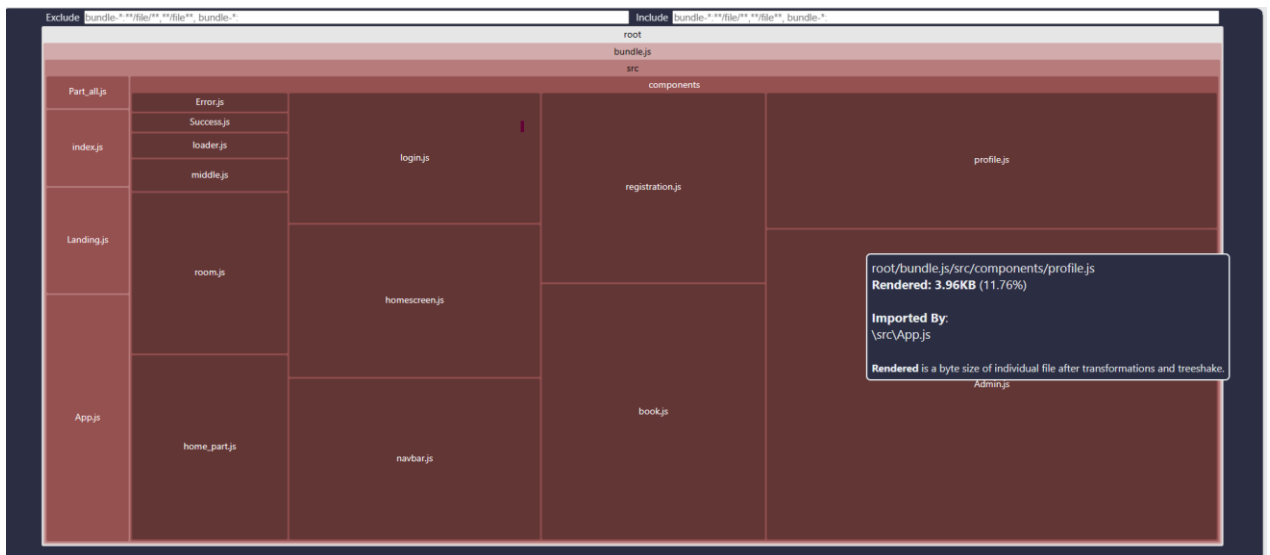 Exclude bundle-*:**/file/**,**/file**, bundle-*: Include bundle-*:**/file/**,**/file**, bundle-*:
root
bundle.js
src
Part_all.js
components
index.js
Landing.js
App.js
Error.js
Success.js
loader.js
middle.js
room.js
home_part.js
login.js
homescreen.js
navbar.js
registration.js
book.js
profile.js
root/bundle.js/src/components/profile.js
Rendered: 3.96KB (11.76%)
Imported By:
\src\App.js
Rendered is a byte size of individual file after transformations and treeshake.
Admin.js